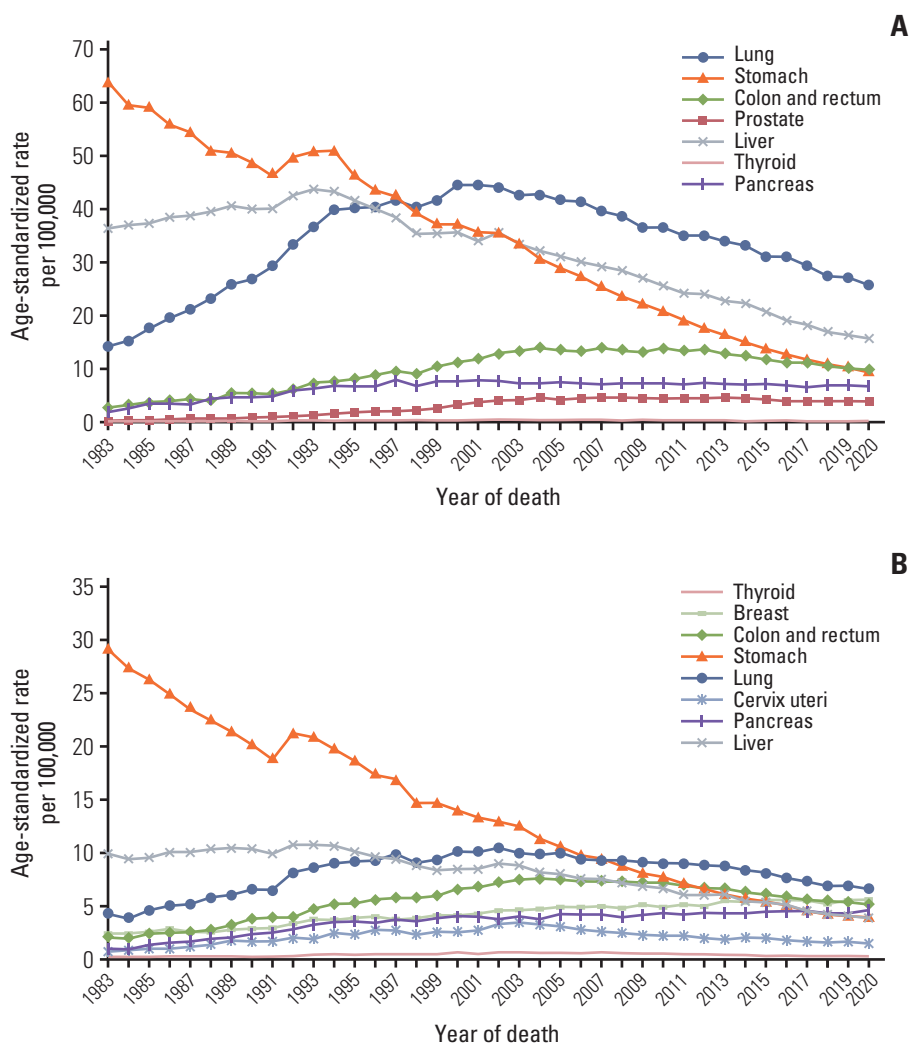 A
70
60
50
40
30
20
10
0
Age-standardized rate
per 100,000
Lung
Stomach
Colon and rectum
Prostate
Liver
Thyroid
Pancreas
1983
1985
1987
1989
1991
1993
1995
1997
1999
2001
2003
2005
2007
2009
2011
2013
2015
2017
2019
2020
Year of death
B
35
30
25
20
15
10
5
0
Age-standardized rate
per 100,000
Thyroid
Breast
Colon and rectum
Stomach
Lung
Cervix uteri
Pancreas
Liver
1983
1985
1987
1989
1991
1993
1995
1997
1999
2001
2003
2005
2007
2009
2011
2013
2015
2017
2019
2020
Year of death